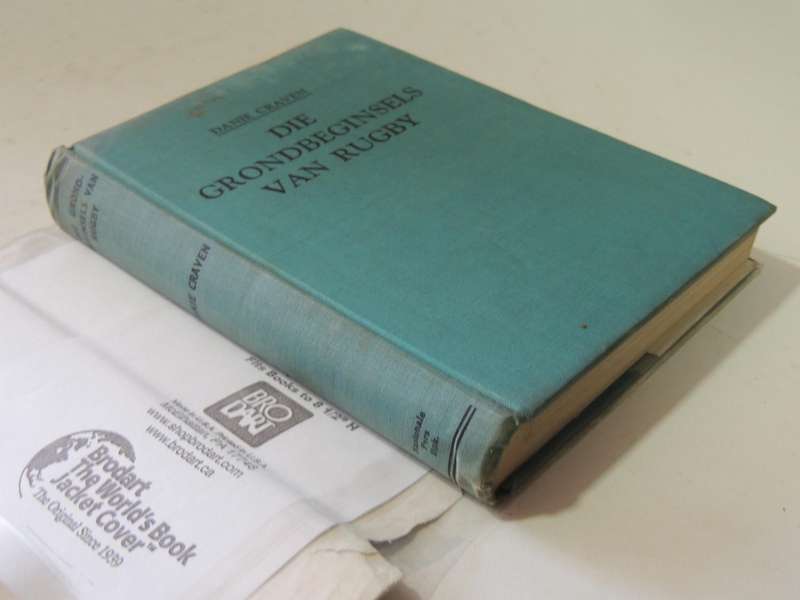 DANIE CRAVEN
DIE
GRONDBEGINSELS
VAN RUGBY
GROND-
VAN
RUGBY
CRAVEN
Nasionale
Pers
Bpk.
Fits Books to 8
BRO
DART
www.shopbrodart.com
www.brodart.ca
Brodart
The World's Book
Jacket Cover™
The Original Since 1939